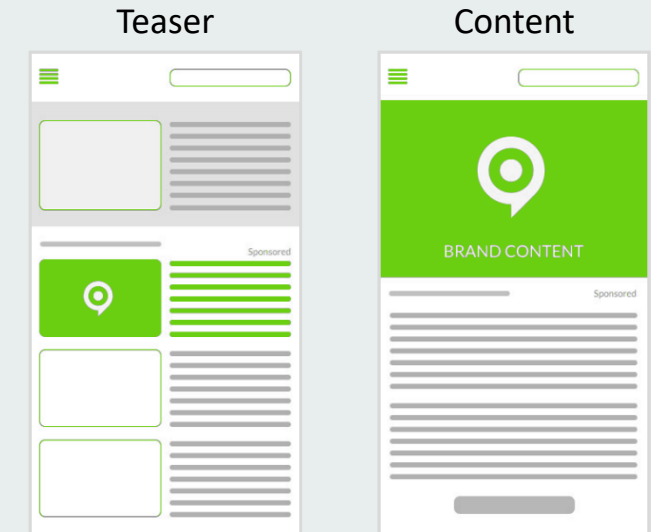 Teaser
Content
Sponsored
BRAND CONTENT
Sponsored